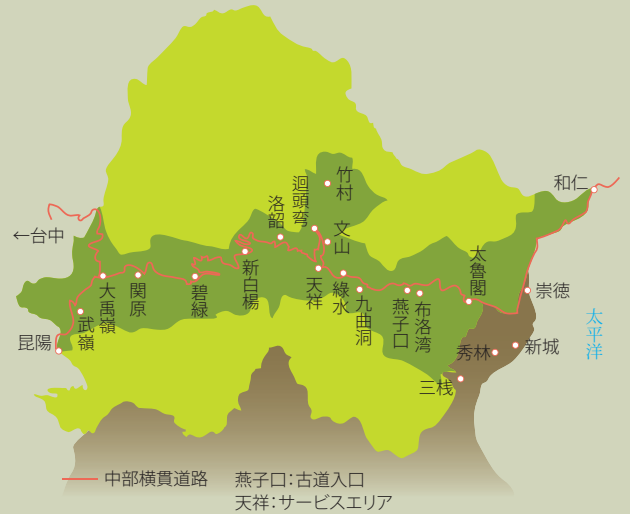 竹村
和仁
迴頭彎
洛韶
文山
←台中
太魯閣
新白楊
天祥
綠水
大禹嶺
関原
碧緑
九曲洞
燕子口
布洛湾
崇徳
太平洋
武嶺
昆陽
秀林
新城
三桟
中部横貫道路
燕子口:古道入口
天祥:サービスエリア